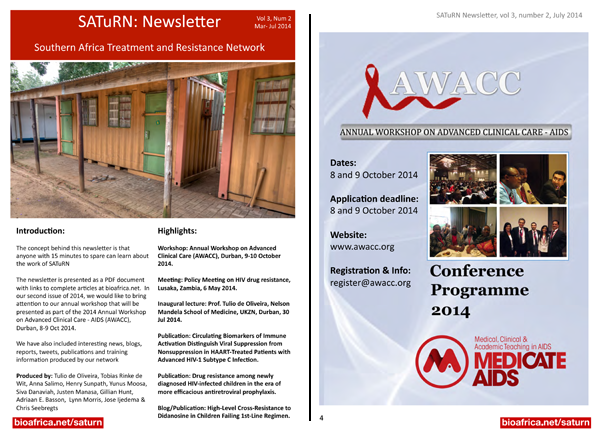 SATuRN: Newsletter
Vol 3, Num 2
Mar- Jul 2014
Southern Africa Treatment and Resistance Network
Introduction:
The concept behind this newsletter is that
anyone with 15 minutes to spare can learn about
the work of SATuRN
The newsletter is presented as a PDF document
with links to complete articles at bioafrica.net. In
our second issue of 2014, we would like to bring
attention to our annual workshop that will be
presented as part of the 2014 Annual Workshop
on Advanced Clinical Care - AIDS (AWACC),
Durban, 8-9 Oct 2014.
We have also included interesting news, blogs,
reports, tweets, publications and training
information produced by our network
Produced by: Tulio de Oliveira, Tobias Rinke de
Wit, Anna Salimo, Henry Sunpath, Yunus Moosa,
Siva Danaviah, Justen Manasa, Gillian Hunt,
Adriaan E. Basson, Lynn Morris, Jose Ijedema &
Chris Seebregts
bioafrica.net/saturn
Highlights:
Workshop: Annual Workshop on Advanced
Clinical Care (AWACC), Durban, 9-10 October
2014.
Meeting: Policy Meeting on HIV drug resistance,
Lusaka, Zambia, 6 May 2014.
Inaugural lecture: Prof. Tulio de Oliveira, Nelson
Mandela School of Medicine, UKZN, Durban, 30
Jul 2014.
Publication: Circulating Biomarkers of Immune
Activation Distinguish Viral Suppression from
Nonsuppression in HAART-Treated Patients with
Advanced HIV-1 Subtype C Infection.
Publication: Drug resistance among newly
diagnosed HIV-infected children in the era of
more efficacious antiretroviral prophylaxis.
Blog/Publication: High-Level Cross-Resistance to
Didanosine in Children Failing 1st-Line Regimen.
SATuRN Newsletter, vol 3, number 2, July 2014
AWACC
ANNUAL WORKSHOP ON ADVANCED CLINICAL CARE - AIDS
Dates:
8 and 9 October 2014
Application deadline:
8 and 9 October 2014
Website:
www.awacc.org
Registration & Info:
register@awacc.org
Conference
Programme
2014
Medical, Clinical &
Academic Teaching in AIDS
MEDICATE
AIDS
4
bioafrica.net/saturn